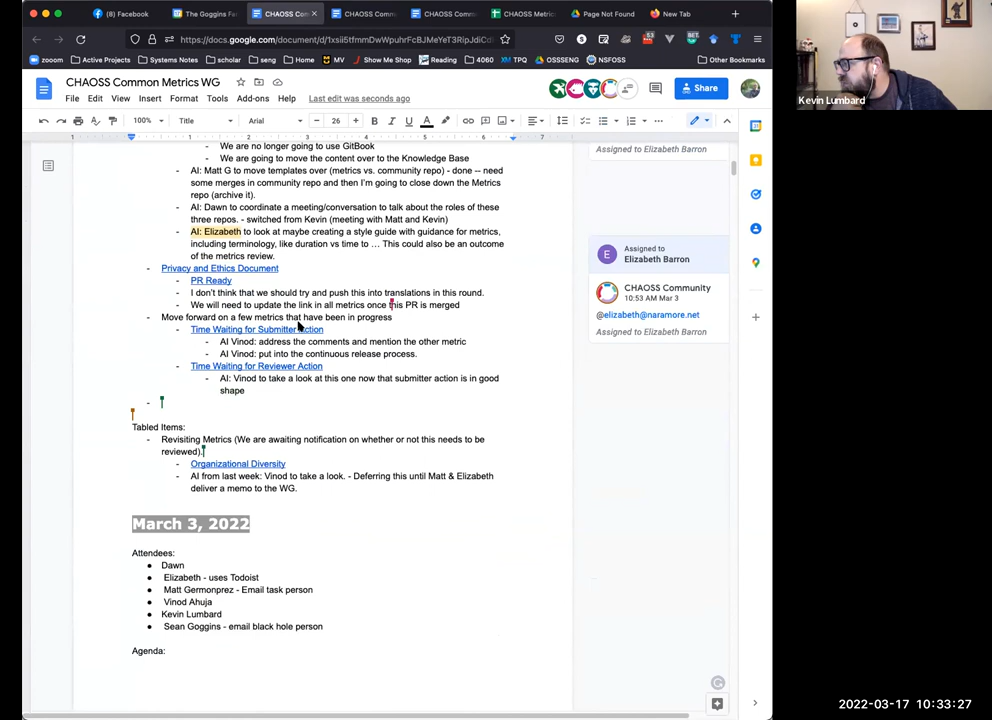 (8) Facebook
The Goggins Fa
CHAOSS Com
CHAOSS Comm
CHAOSS Comm
CHAOSS Metric
Page Not Found
New Tab
zooom
Active Projects
Systems Notes
scholar
seng
Home
MV
Show Me Shop
Reading
4060
XM TPQ
OSSSENG
NSFOSS
Other Bookmarks
CHAOSS Common Metrics WG
File Edit View Insert Format Tools Add-ons Help Last edit was seconds ago
Share
100% Title Arial 26
We are no longer going to use GitBook
We are going to move the content over to the Knowledge Base
AI: Matt G to move templates over (metrics vs. community repo) - done -- need
some merges in community repo and then I'm going to close down the Metrics
repo (archive it).
AI: Dawn to coordinate a meeting/conversation to talk about the roles of these
three repos. - switched from Kevin (meeting with Matt and Kevin)
AI: Elizabeth to look at maybe creating a style guide with guidance for metrics,
including terminology, like duration vs time to … This could also be an outcome
of the metrics review.
Privacy and Ethics Document
PR Ready
I don't think that we should try and push this into translations in this round.
We will need to update the link in all metrics once this PR is merged
Move forward on a few metrics that have been in progress
Time Waiting for Submitter Action
AI Vinod: address the comments and mention the other metric
AI Vinod: put into the continuous release process.
Time Waiting for Reviewer Action
AI: Vinod to take a look at this one now that submitter action is in good
shape
Tabled Items:
Revisiting Metrics (We are awaiting notification on whether or not this needs to be
reviewed).
Organizational Diversity
AI from last week: Vinod to take a look. - Deferring this until Matt & Elizabeth
deliver a memo to the WG.
March 3, 2022
Attendees:
Dawn
Elizabeth - uses Todoist
Matt Germonprez - Email task person
Vinod Ahuja
Kevin Lumbard
Sean Goggins - email black hole person
Agenda:
Assigned to Elizabeth Barron
Assigned to
Elizabeth Barron
CHAOSS Community
10:53 AM Mar 3
@elizabeth@naramore.net
Assigned to Elizabeth Barron
Kevin Lumbard
2022-03-17 10:33:27